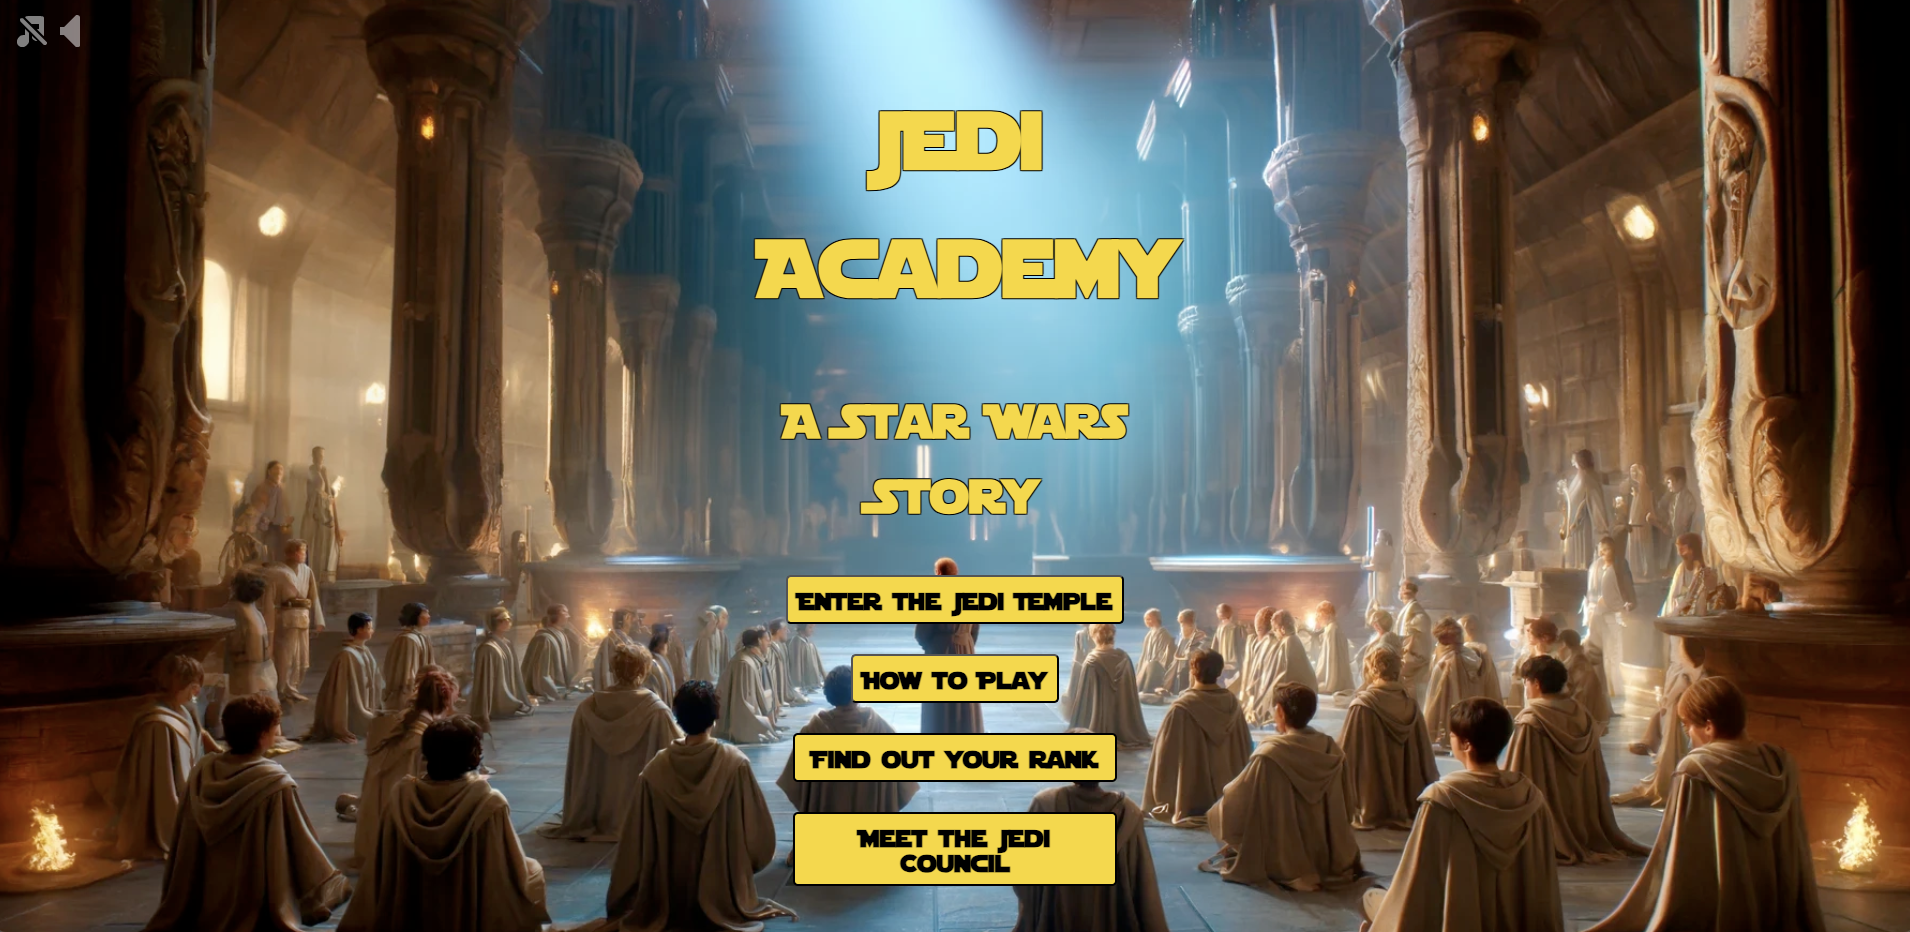 Jedi
Academy
A Star Wars
Story
Enter the Jedi Temple
How to Play
Find out your rank
Meet the Jedi
Council